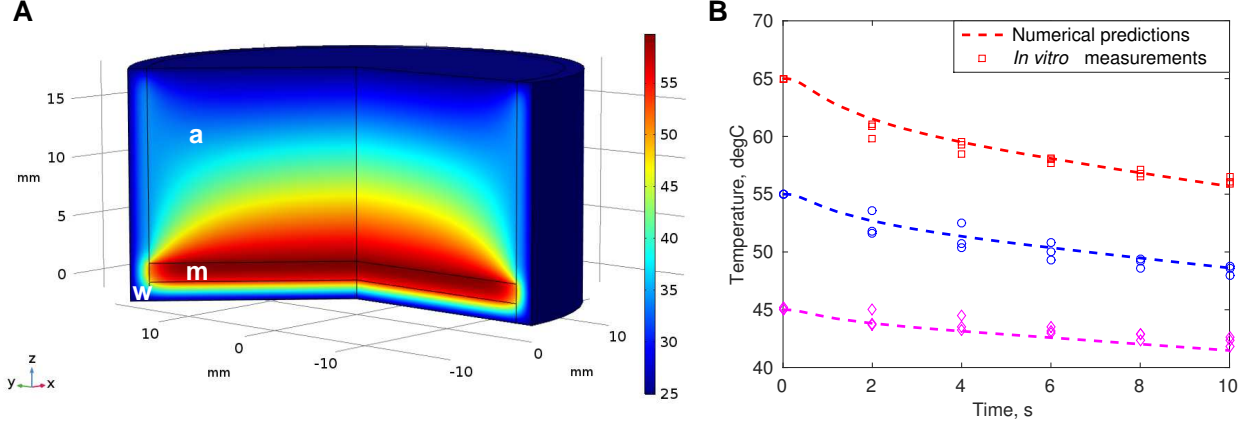 A
15
10
mm
5
0
a
m
w
10
0
-10
mm
-10
0
10
mm
z
y
x
55
50
45
40
35
30
25
B
Numerical predictions
In vitro measurements
70
65
60
55
50
45
40
Temperature, degC
0
2
4
6
8
10
Time, s